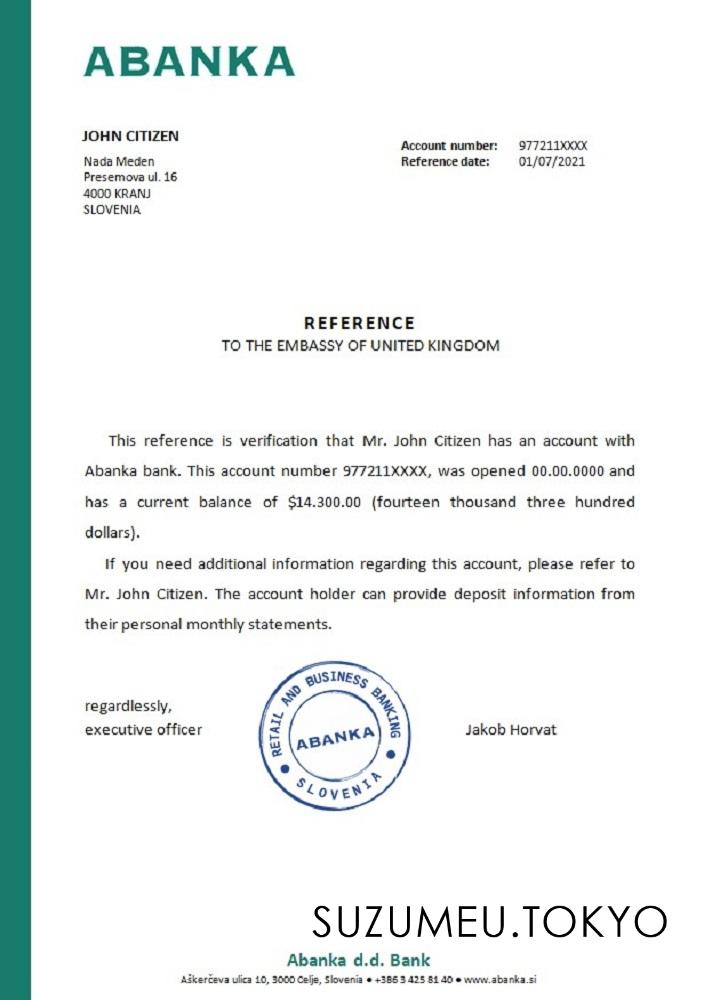 ABANKA
JOHN CITIZEN
Nada Meden
Presemova ul. 16
4000 KRANJ
SLOVENIA
Account number: 977211XXXX
Reference date: 01/07/2021
REFERENCE
TO THE EMBASSY OF UNITED KINGDOM
This reference is verification that Mr. John Citizen has an account with
Abanka bank. This account number 977211XXXX, was opened 00.00.0000 and
has a current balance of $14.300.00 (fourteen thousand three hundred
dollars).
If you need additional information regarding this account, please refer to
Mr. John Citizen. The account holder can provide deposit information from
their personal monthly statements.
regardlessly,
executive officer
RETAIL AND BUSINESS BANKING
ABANKA
SLOVENIA
Jakob Horvat
SUZUMEU.TOKYO
Abanka d.d. Bank
Aškerčeva ulica 10, 3000 Celje, Slovenia • +386 3 425 81 40 • www.abanka.si